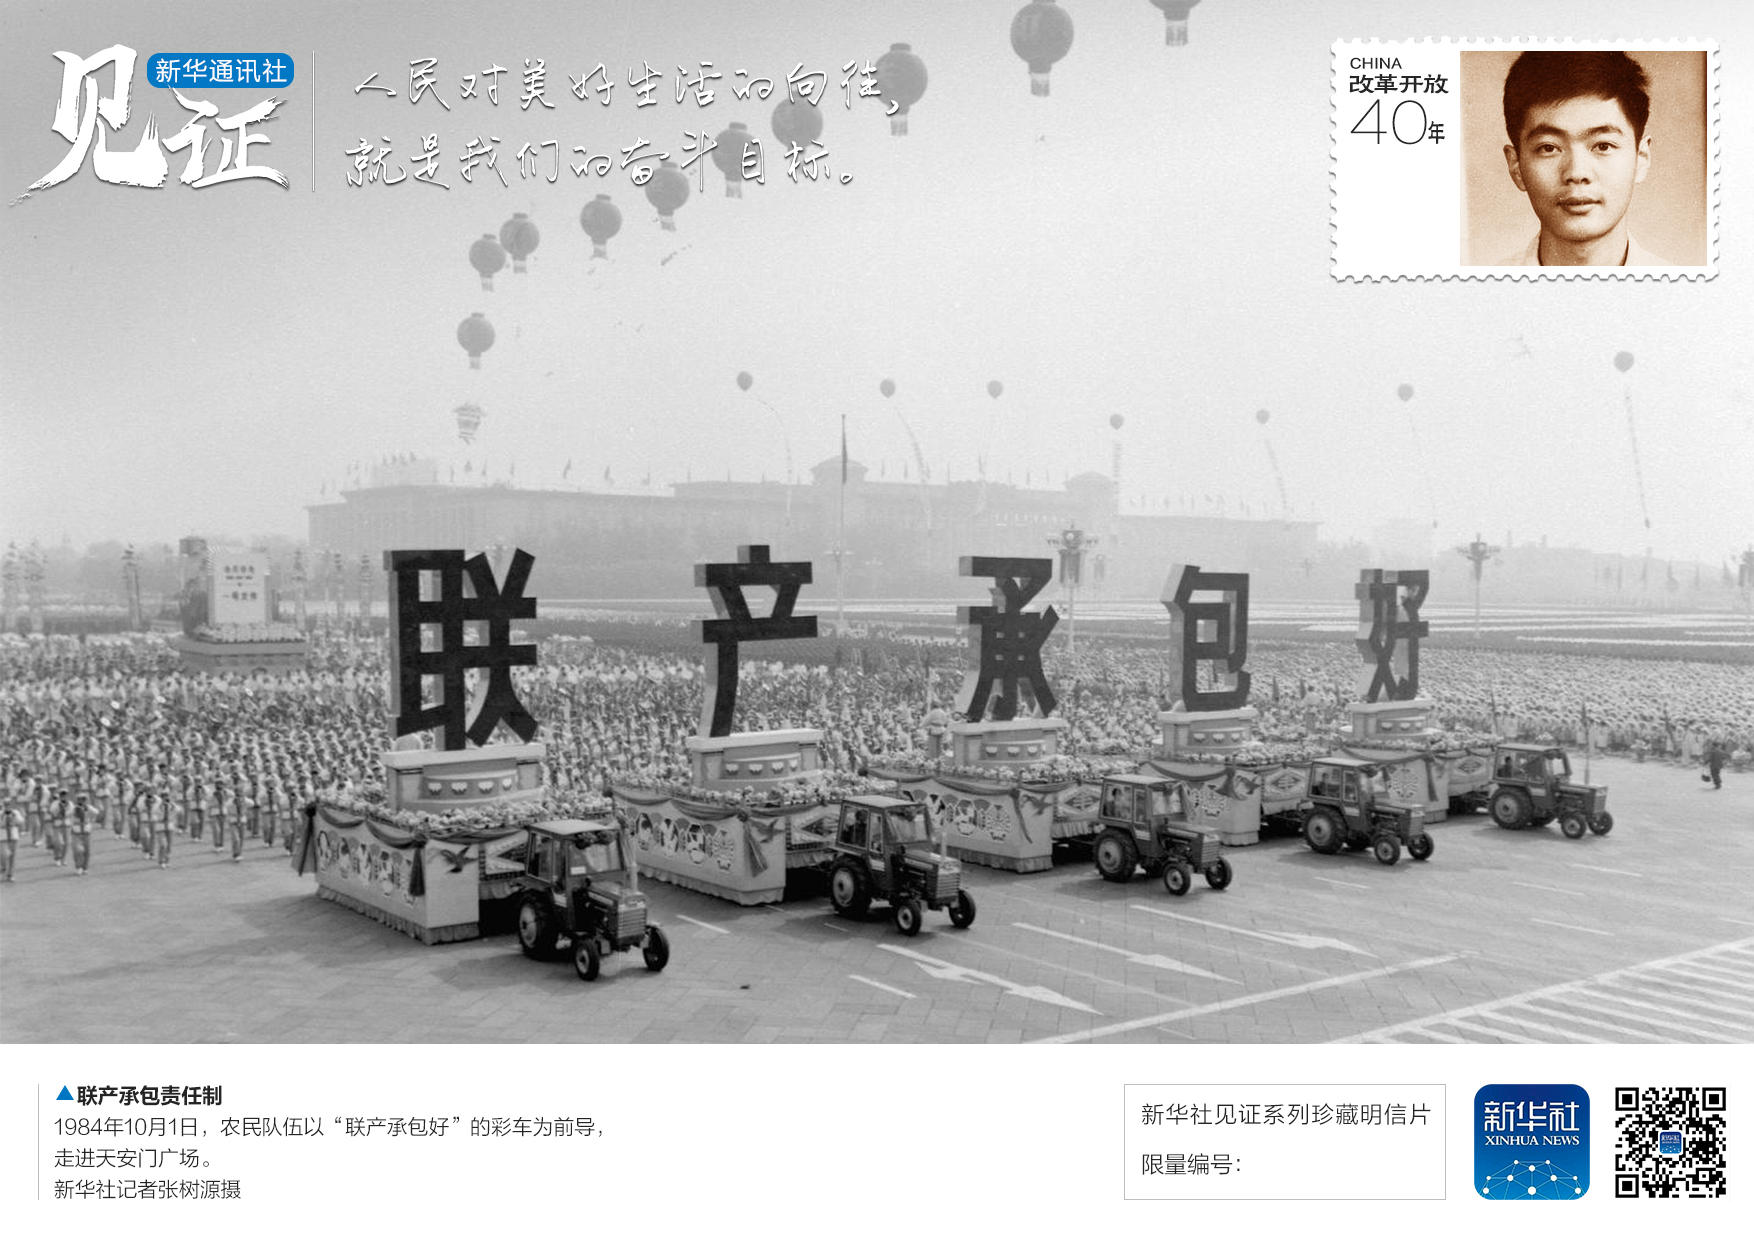 见证
新华通讯社
人民对美好生活的向往，
就是我们的奋斗目标。
CHINA
改革开放
40年
联产承包好
▲联产承包责任制
1984年10月1日，农民队伍以“联产承包好”的彩车为前导，
走进天安门广场。
新华社记者张树源摄
新华社见证系列珍藏明信片
限量编号：
新华社
XINHUA NEWS